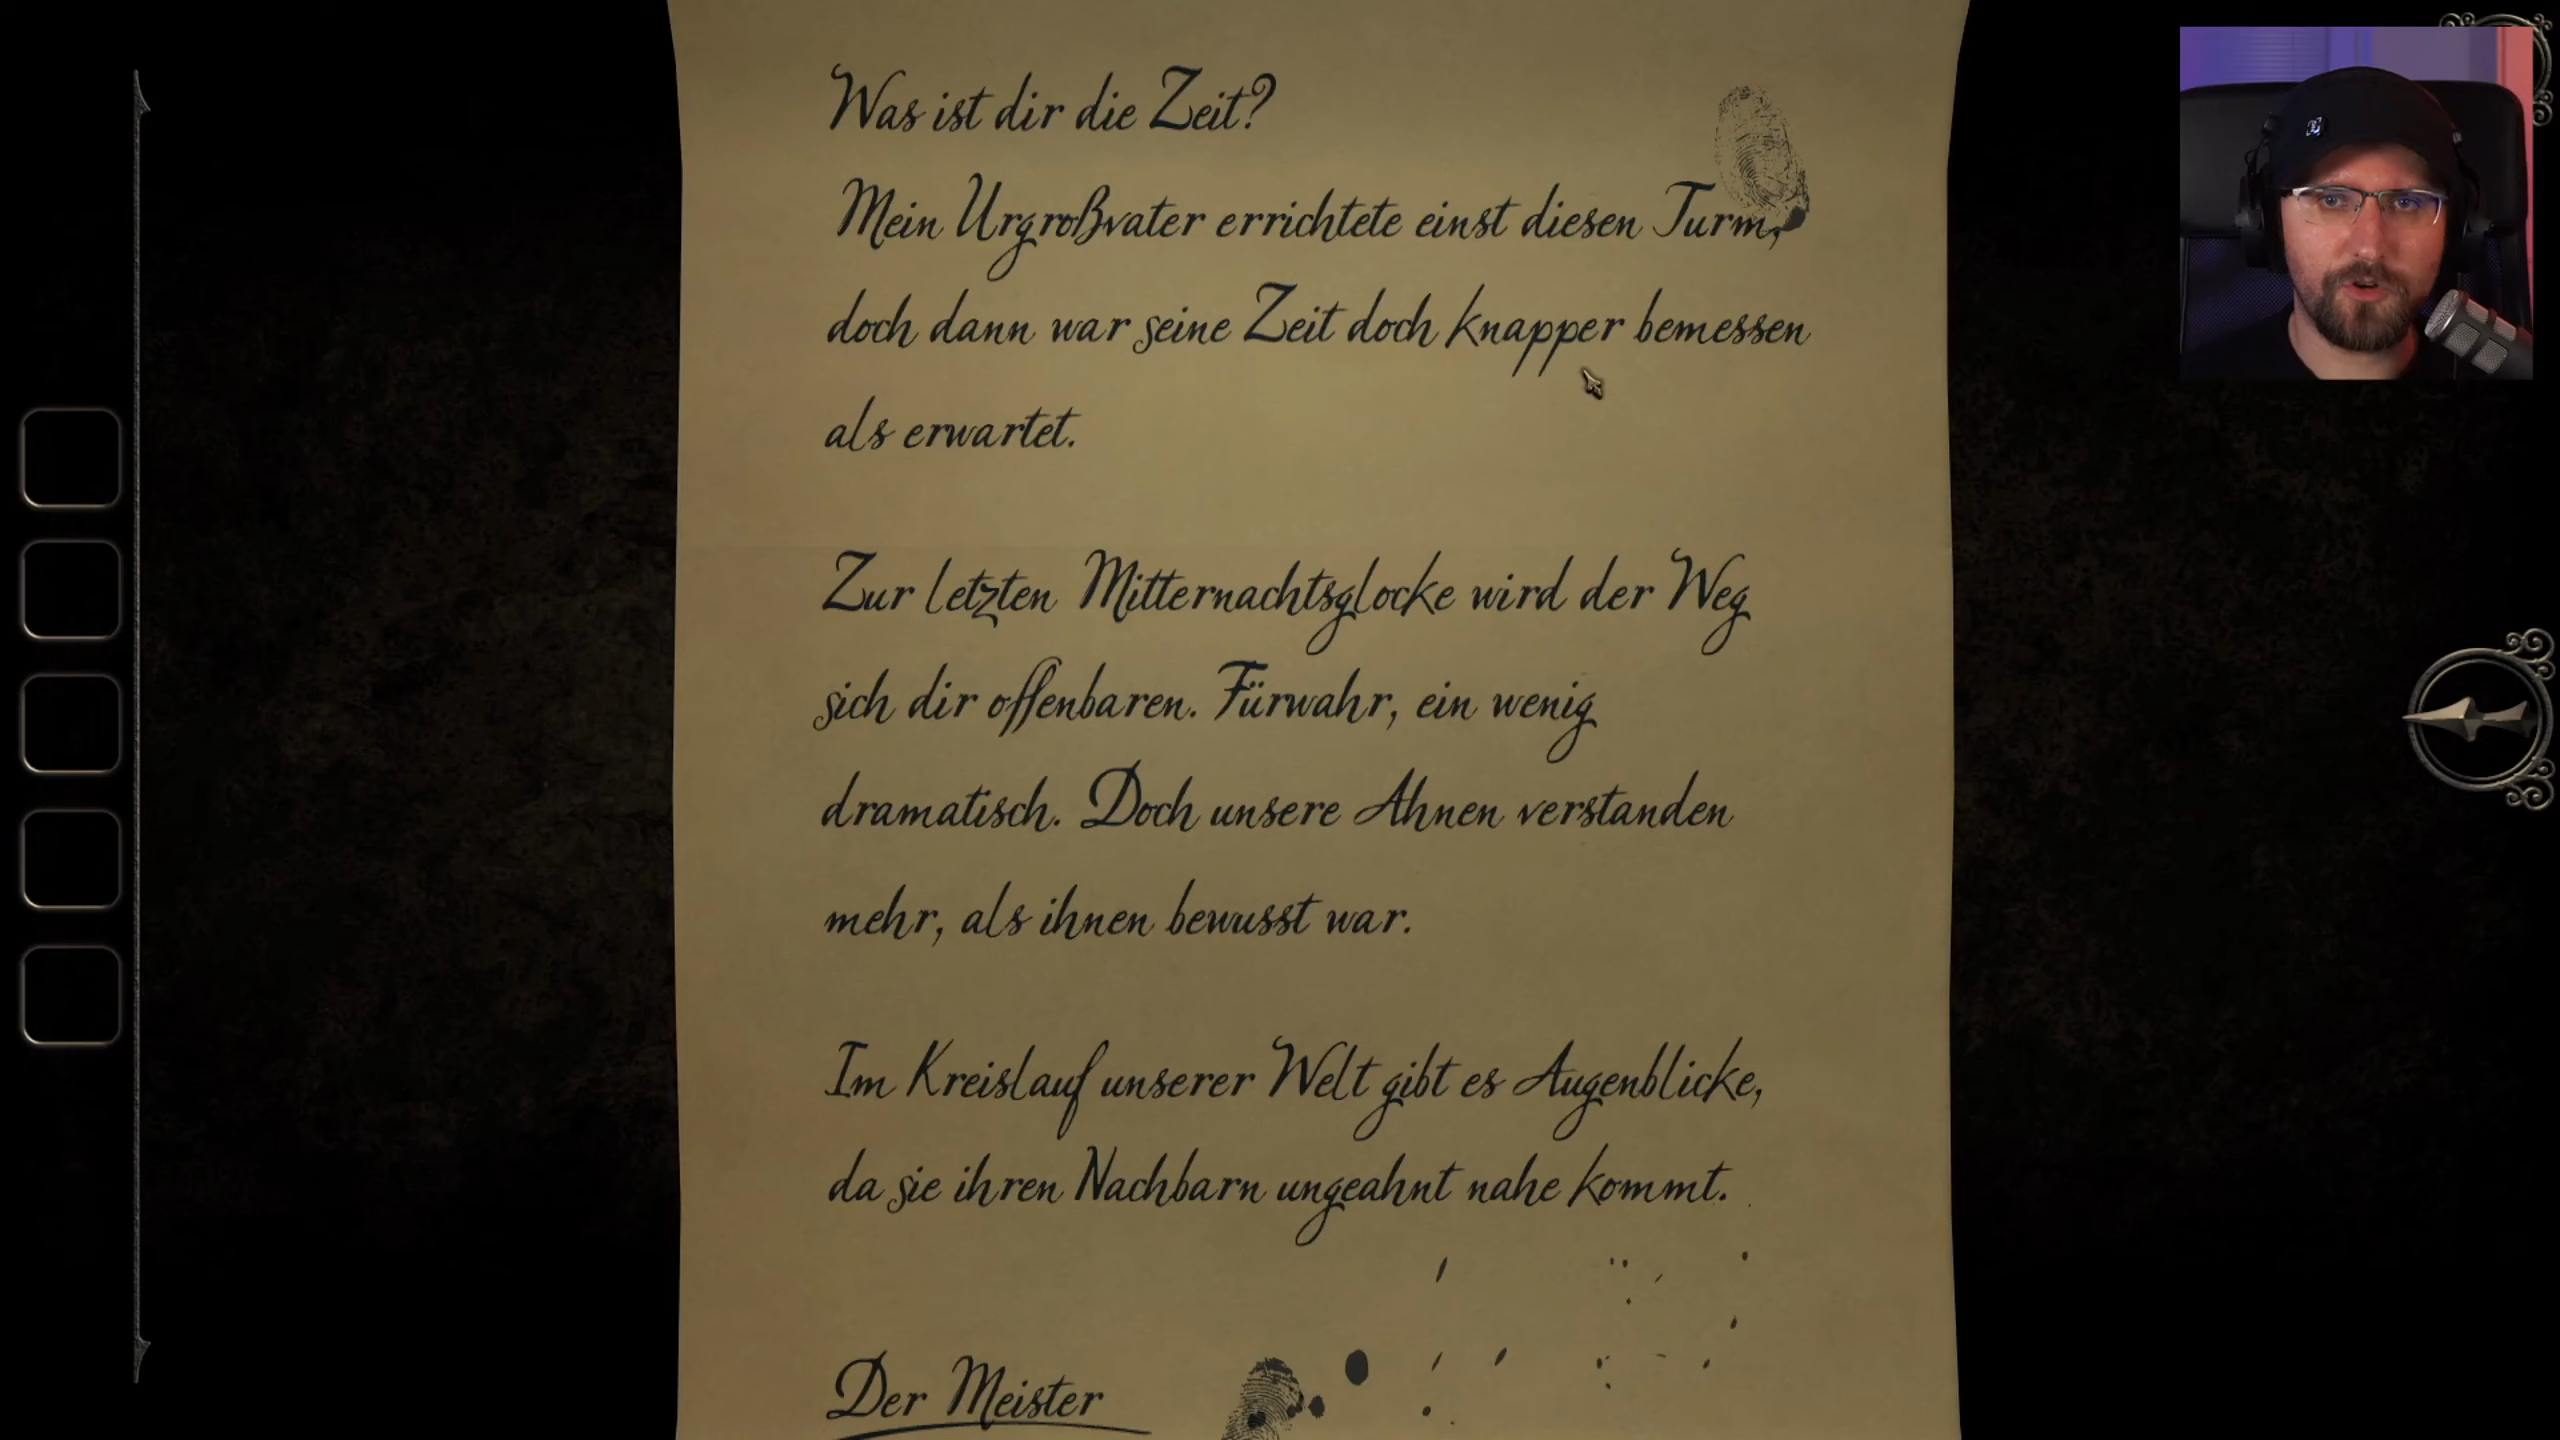 Was ist dir die Zeit?
Mein Urgroßvater errichtete einst diesen Turm,
doch dann war seine Zeit doch knapper bemessen
als erwartet.
Zur letzten Mitternachtsglocke wird der Weg
sich dir offenbaren. Fürwahr, ein wenig
dramatisch. Doch unsere Ahnen verstanden
mehr, als ihnen bewusst war.
Im Kreislauf unserer Welt gibt es Augenblicke,
da sie ihren Nachbarn ungeahnt nahe kommt.
Der Meister